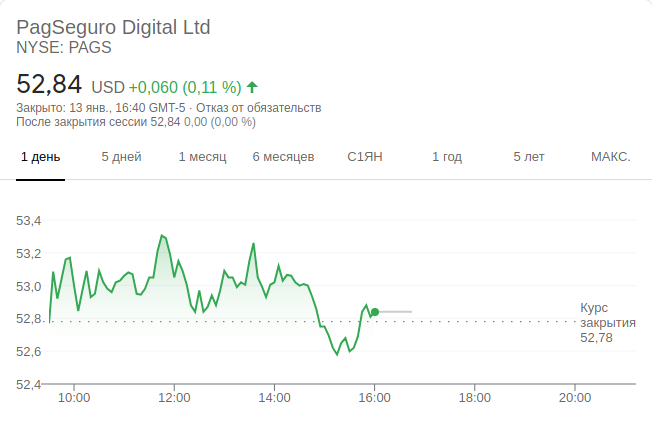 PagSeguro Digital Ltd
NYSE: PAGS
52,84 USD +0,060 (0,11 %)
Закрыто: 13 янв., 16:40 GMT-5 · Отказ от обязательств
После закрытия сессии 52,84 0,00 (0,00 %)
1 день 5 дней 1 месяц 6 месяцев С1ЯН 1 год 5 лет МАКС.
53,4
53,2
53,0
52,8
52,6
52,4
Курс
закрытия
52,78
10:00 12:00 14:00 16:00 18:00 20:00